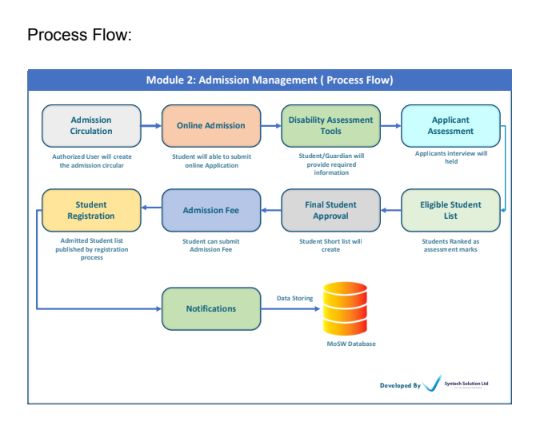 Process Flow:
Module 2: Admission Management ( Process Flow)
Admission
Circulation
Online Admission
Disability Assessment
Tools
Applicant
Assessment
Authorized User will create
the admission circular
Student will able to submit
online Application
Student/Guardian will
provide required
information
Applicants interview will
held
Student
Registration
Admission Fee
Final Student
Approval
Eligible Student
List
Admitted Student list
published by registration
process
Student can submit
Admission Fee
Student Short list will
create
Students Ranked as
assessment marks
Notifications
Data Storing
MoSW Database
Developed By
Syntech Solution Ltd